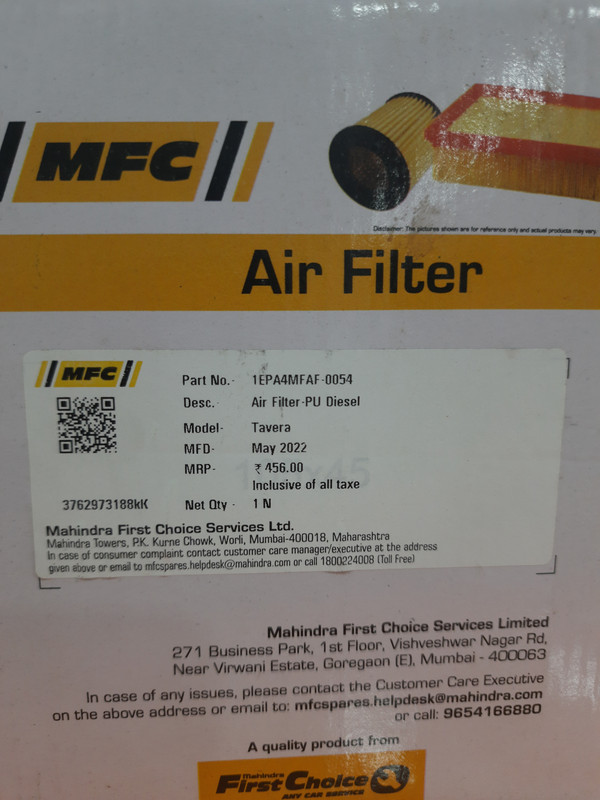 MFC
Disclaimer: The pictures shown are for reference only and actual products may vary.
Air Filter
MFC
Part No.- 1EPA4MFAF-0054
Desc. Air Filter-PU Diesel
Model- Tavera
MFD- May 2022
MRP- ₹ 456.00
Inclusive of all taxe
3762973188kK Net Qty - 1 N
Mahindra First Choice Services Ltd.
Mahindra Towers, P.K. Kurne Chowk, Worli, Mumbai-400018, Maharashtra
In case of consumer complaint contact customer care manager/executive at the address
given above or email to mfcspares.helpdesk@mahindra.com or call 1800224008 (Toll Free)
Mahindra First Choice Services Limited
271 Business Park, 1st Floor, Vishveshwar Nagar Rd,
Near Virwani Estate, Goregaon (E), Mumbai - 400063
In case of any issues, please contact the Customer Care Executive
on the above address or email to: mfcspares.helpdesk@mahindra.com
or call: 9654166880
A quality product from
Mahindra
First Choice
ANY CAR SERVICE